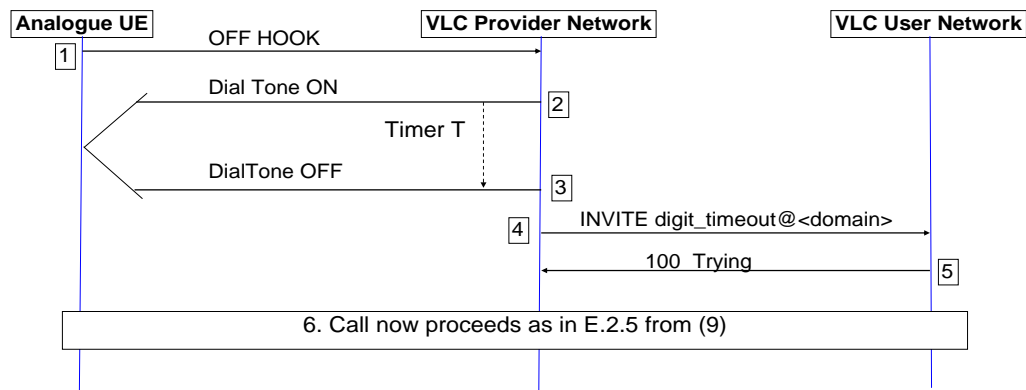 Analogue UE
VLC Provider Network
VLC User Network
OFF HOOK
1
Dial Tone ON
2
Timer T
DialTone OFF
3
INVITE digit_timeout@<domain>
4
100 Trying
5
6. Call now proceeds as in E.2.5 from (9)